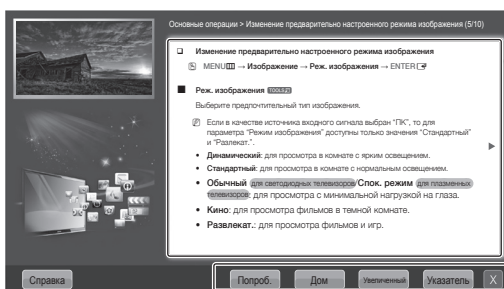 Основные операции > Изменение предварительно настроенного режима изображения (5/10)
Изменение предварительно настроенного режима изображения
MENU → Изображение → Реж. изображения → ENTER
Реж. изображения TOOLS
Выберите предпочтительный тип изображения.
Если в качестве источника входного сигнала выбран "ПК", то для
параметра "Режим изображения" доступны только значения "Стандартный"
и "Развлекат.".
• Динамический: для просмотра в комнате с ярким освещением.
• Стандартный: для просмотра в комнате с нормальным освещением.
• Обычный для светодиодных телевизоров/Спок. режим для плазменных
телевизоров: для просмотра с минимальной нагрузкой на глаза.
• Кино: для просмотра фильмов в темной комнате.
• Развлекат.: для просмотра фильмов и игр.
Справка Попроб. Дом Увеличенный Указатель X